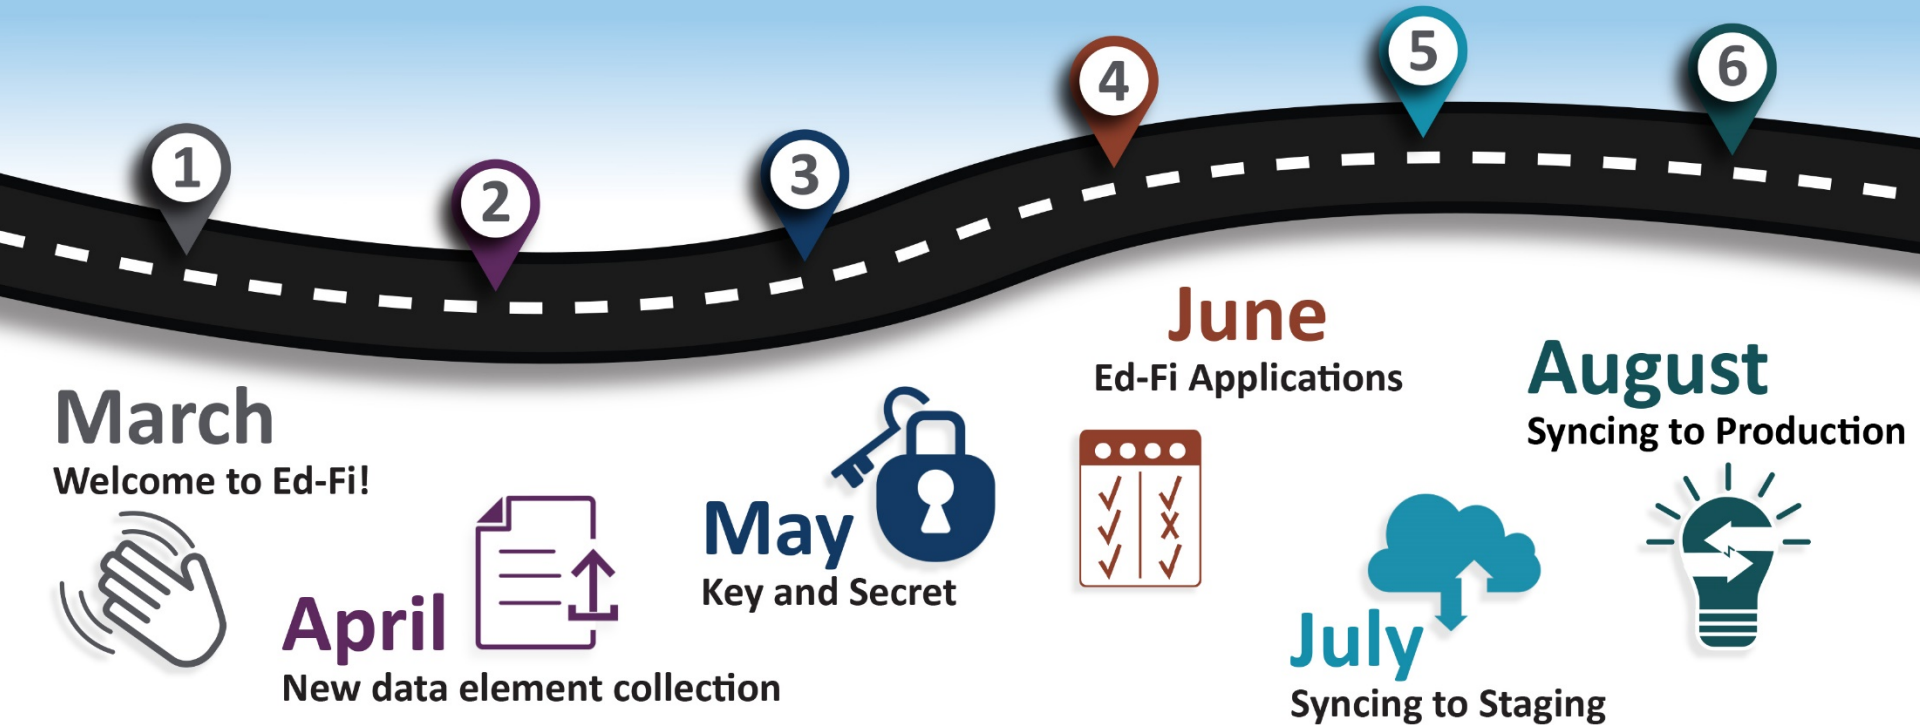 1
2
3
4
5
6
March
Welcome to Ed-Fi!
April
New data element collection
May
Key and Secret
June
Ed-Fi Applications
July
Syncing to Staging
August
Syncing to Production